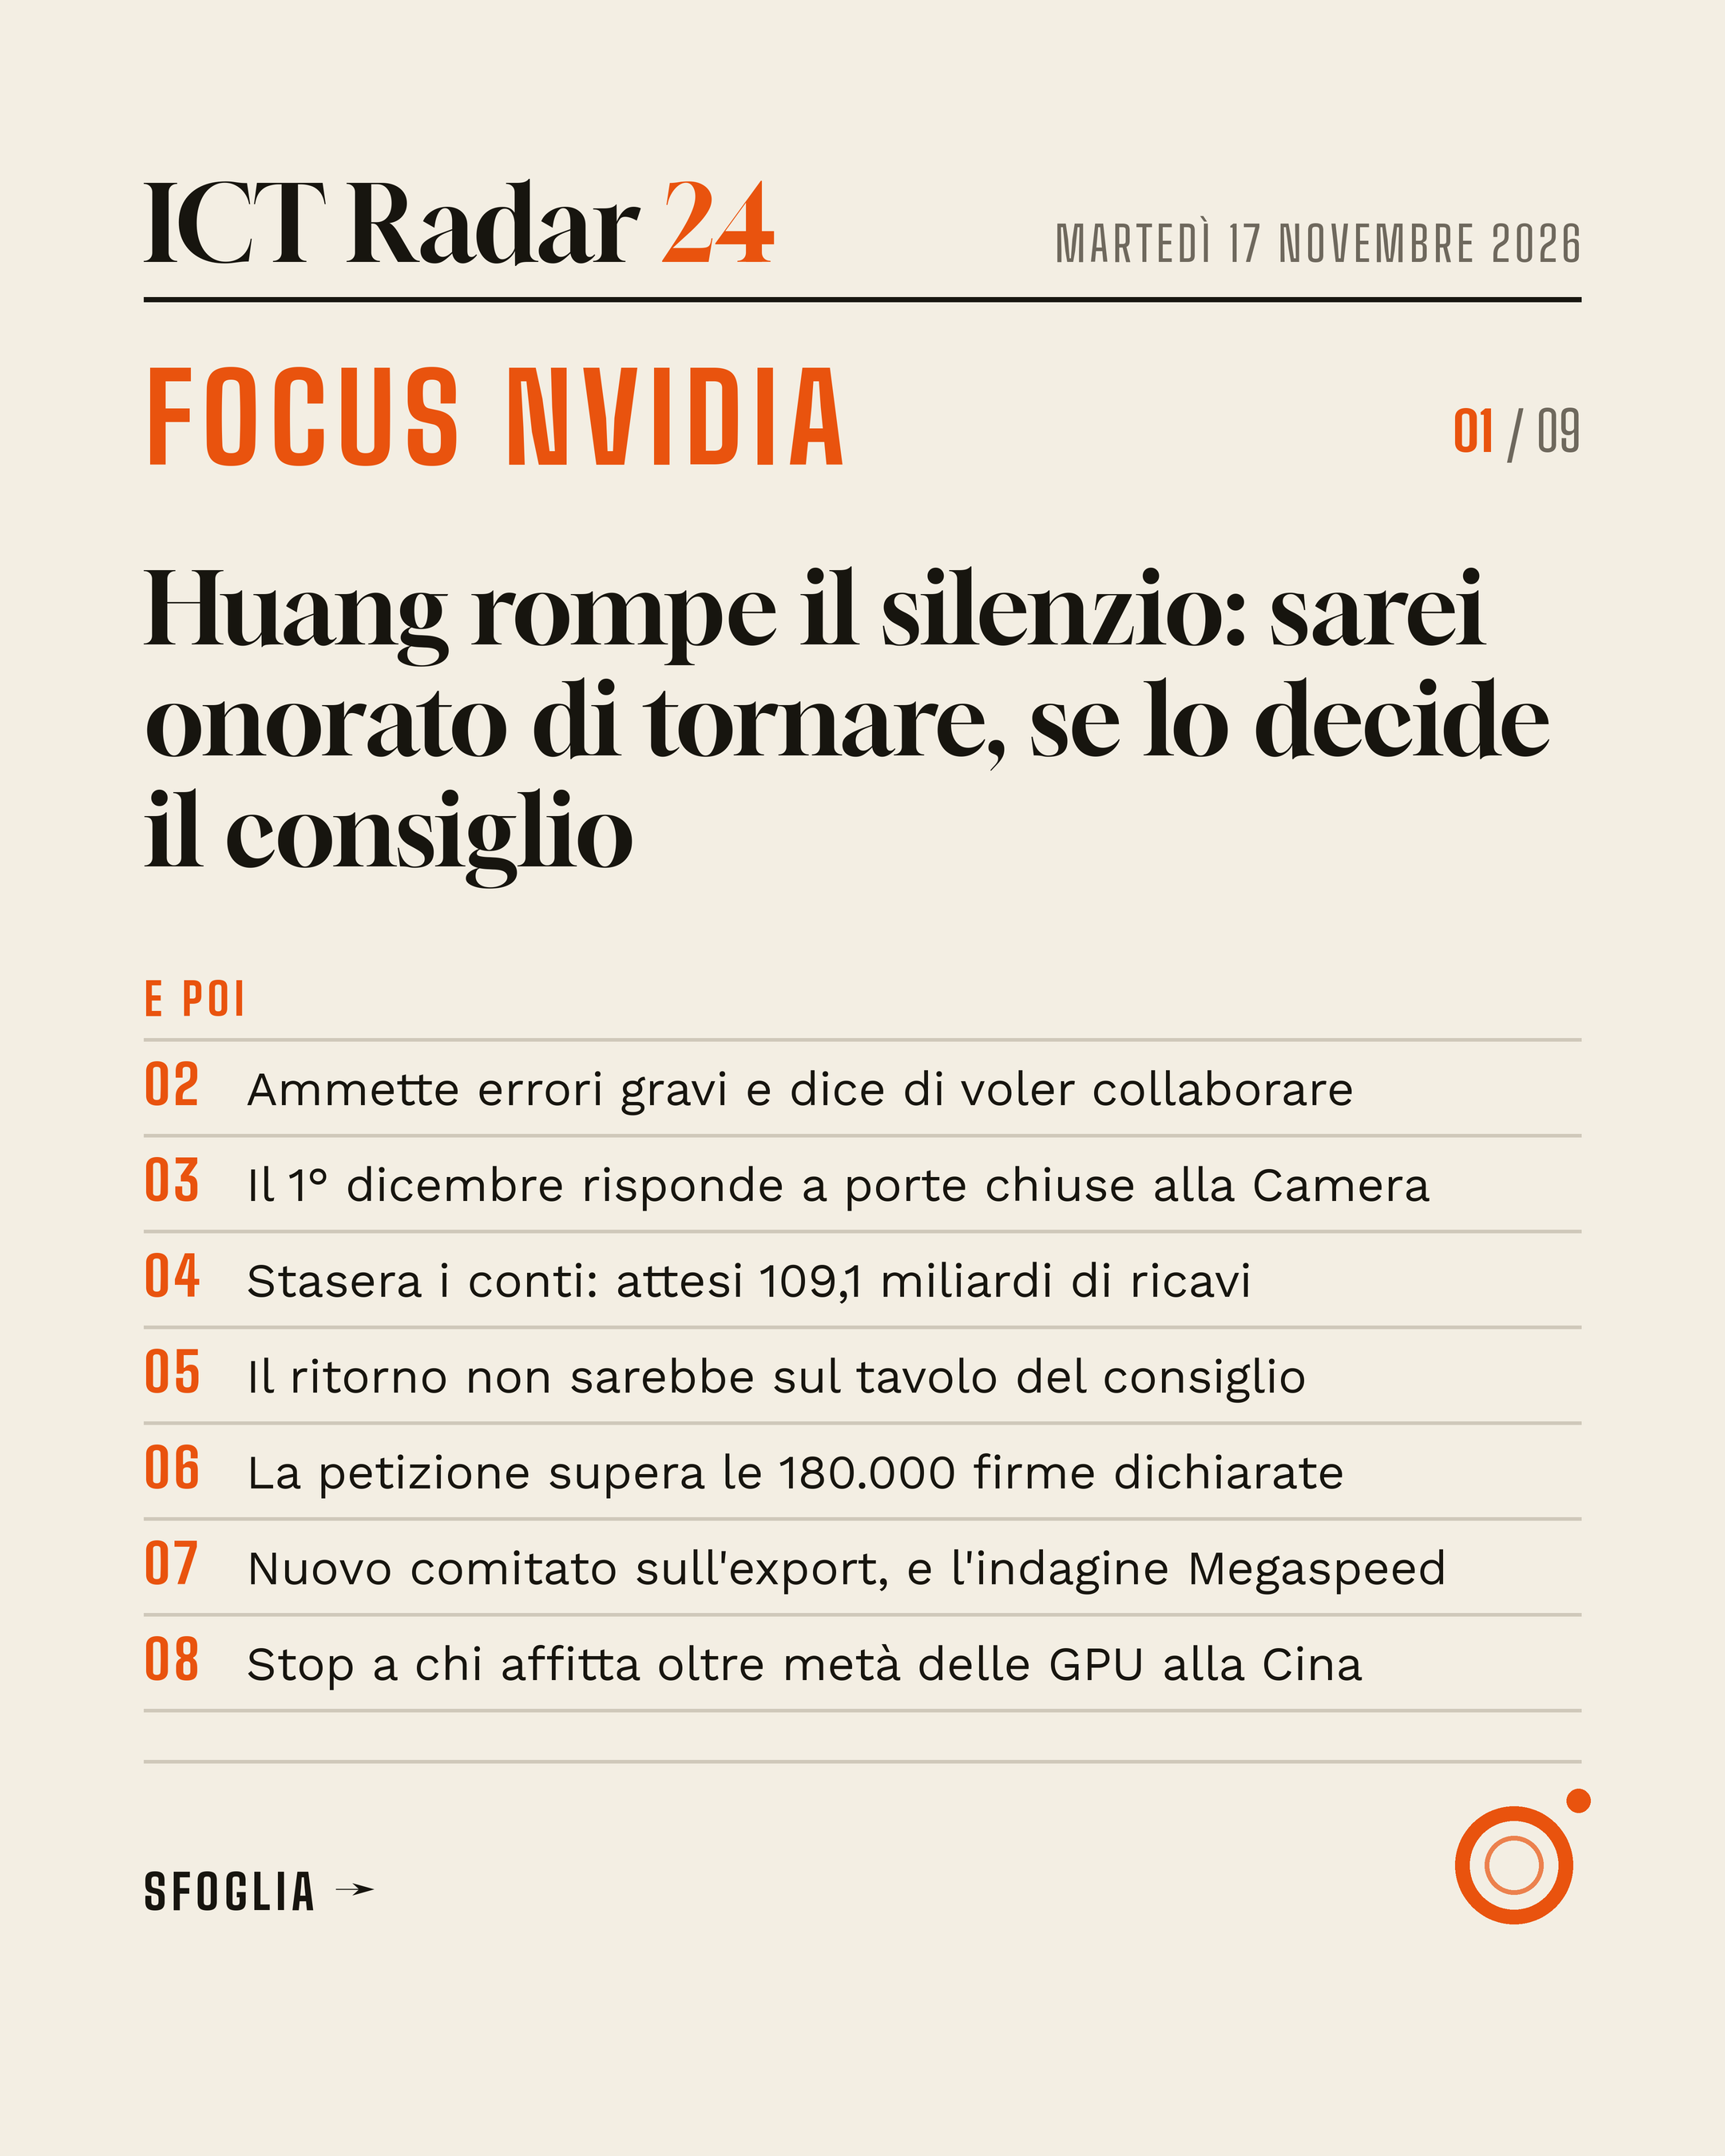 ICT Radar 24
MARTEDÌ 17 NOVEMBRE 2026
FOCUS NVIDIA
01 / 09
Huang rompe il silenzio: sarei
onorato di tornare, se lo decide
il consiglio
E POI
02 Ammette errori gravi e dice di voler collaborare
03 Il 1° dicembre risponde a porte chiuse alla Camera
04 Stasera i conti: attesi 109,1 miliardi di ricavi
05 Il ritorno non sarebbe sul tavolo del consiglio
06 La petizione supera le 180.000 firme dichiarate
07 Nuovo comitato sull'export, e l'indagine Megaspeed
08 Stop a chi affitta oltre metà delle GPU alla Cina
SFOGLIA →